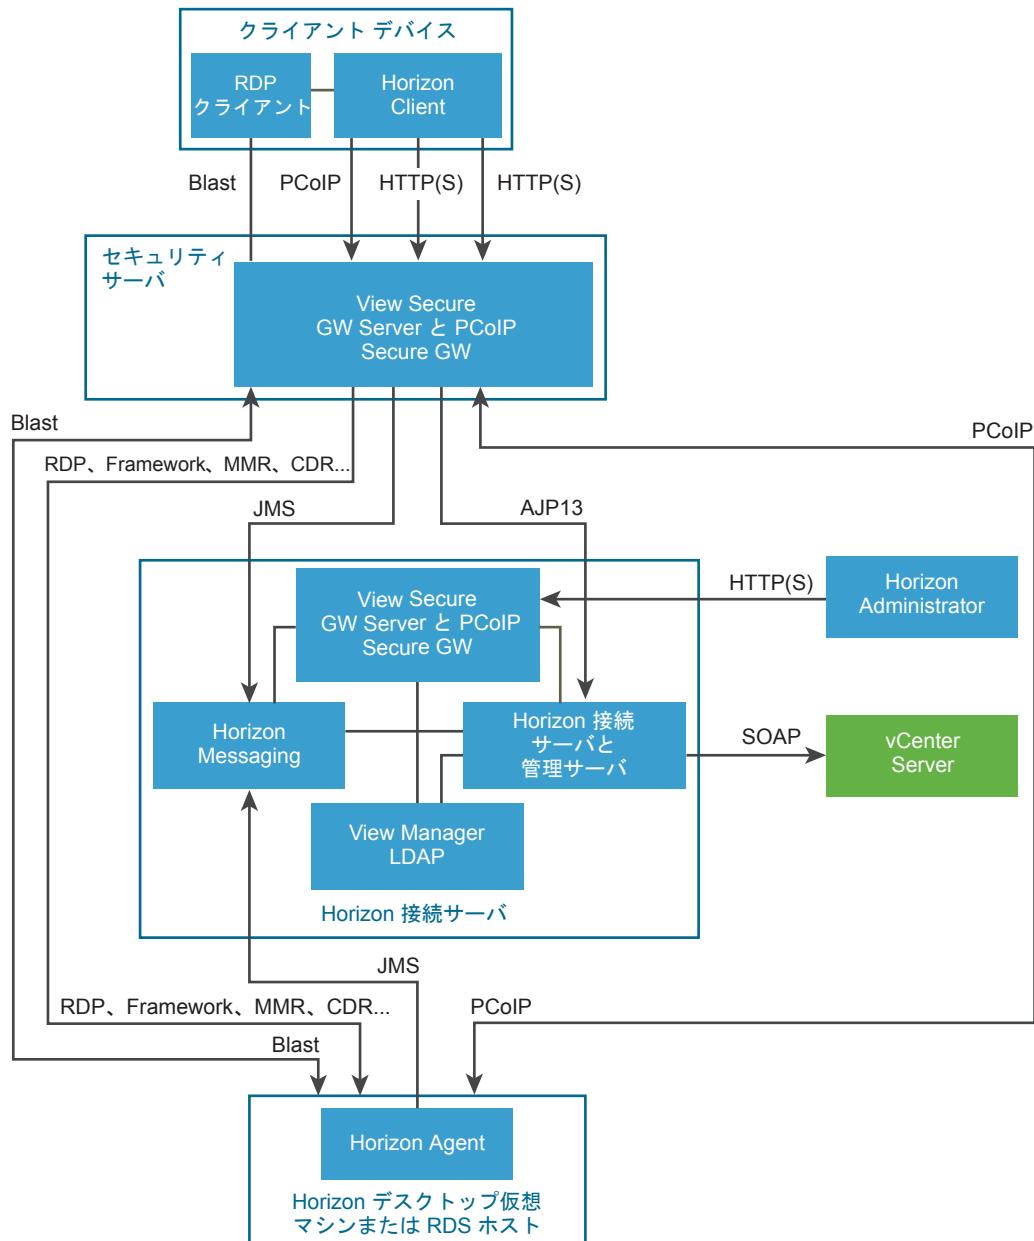 クライアント デバイス
RDP
クライアント
Horizon
Client
Blast
PCoIP
HTTP(S)
HTTP(S)
セキュリティ
サーバ
View Secure
GW Server と PCoIP
Secure GW
Blast
PCoIP
RDP、Framework、MMR、CDR...
JMS
AJP13
View Secure
GW Server と PCoIP
Secure GW
HTTP(S)
Horizon
Administrator
Horizon
Messaging
Horizon 接続
サーバと
管理サーバ
SOAP
vCenter
Server
View Manager
LDAP
Horizon 接続サーバ
JMS
RDP、Framework、MMR、CDR...
PCoIP
Blast
Horizon Agent
Horizon デスクトップ仮想
マシンまたは RDS ホスト